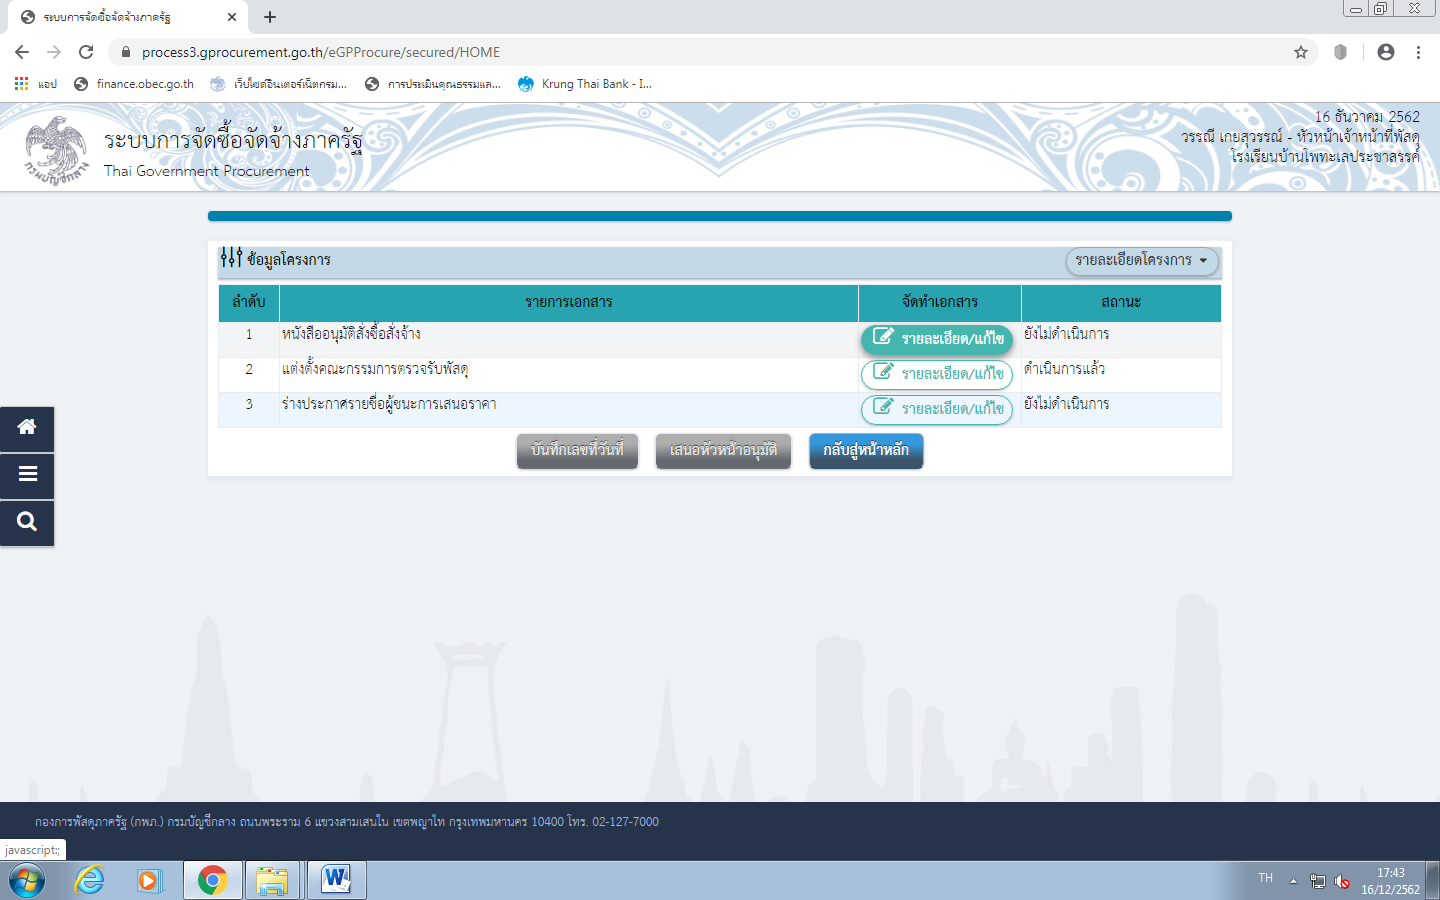 ระบบการจัดซื้อจัดจ้างภาครัฐ
process3.gprocurement.go.th/eGPProcure/secured/HOME
แอป finance.obec.go.th เว็บไซต์อินเตอร์เน็ตกรม... การประเมินคุณธรรมแล... Krung Thai Bank - I...
ระบบการจัดซื้อจัดจ้างภาครัฐ
Thai Government Procurement
กรมบัญชีกลาง
16 ธันวาคม 2562
วรรณี เกยสุวรรณ์ - หัวหน้าเจ้าหน้าที่พัสดุ
โรงเรียนบ้านโพทะเลประชาสรรค์
ข้อมูลโครงการ รายละเอียดโครงการ
ลำดับ รายการเอกสาร จัดทำเอกสาร สถานะ
1 หนังสืออนุมัติสั่งซื้อสั่งจ้าง รายละเอียด/แก้ไข ยังไม่ดำเนินการ
2 แต่งตั้งคณะกรรมการตรวจรับพัสดุ รายละเอียด/แก้ไข ดำเนินการแล้ว
3 ร่างประกาศรายชื่อผู้ชนะการเสนอราคา รายละเอียด/แก้ไข ยังไม่ดำเนินการ
บันทึกเลขที่วันที่ เสนอหัวหน้าอนุมัติ กลับสู่หน้าหลัก
กองการพัสดุภาครัฐ (กพภ.) กรมบัญชีกลาง ถนนพระราม 6 แขวงสามเสนใน เขตพญาไท กรุงเทพมหานคร 10400 โทร. 02-127-7000
javascript:;
TH 17:43
16/12/2562